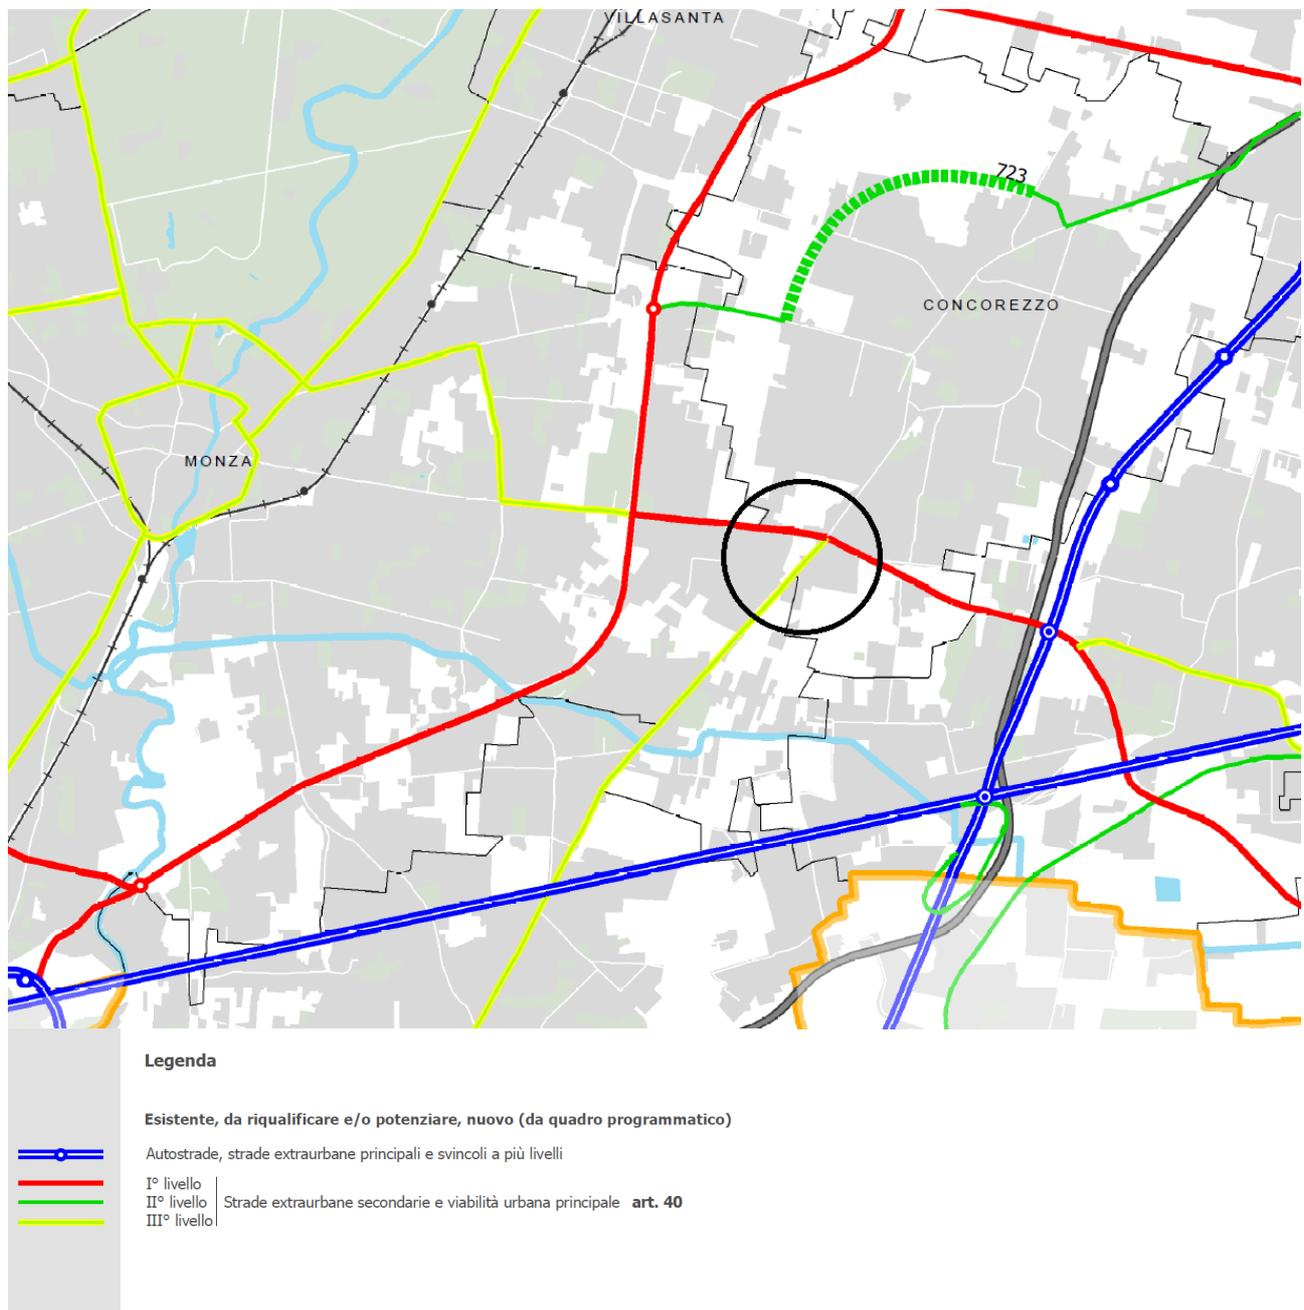 VILLASANTA
723
CONCOREZZO
MONZA
Legenda
Esistente, da riqualificare e/o potenziare, nuovo (da quadro programmatico)
Autostrade, strade extraurbane principali e svincoli a più livelli
I° livello
II° livello Strade extraurbane secondarie e viabilità urbana principale art. 40
III° livello